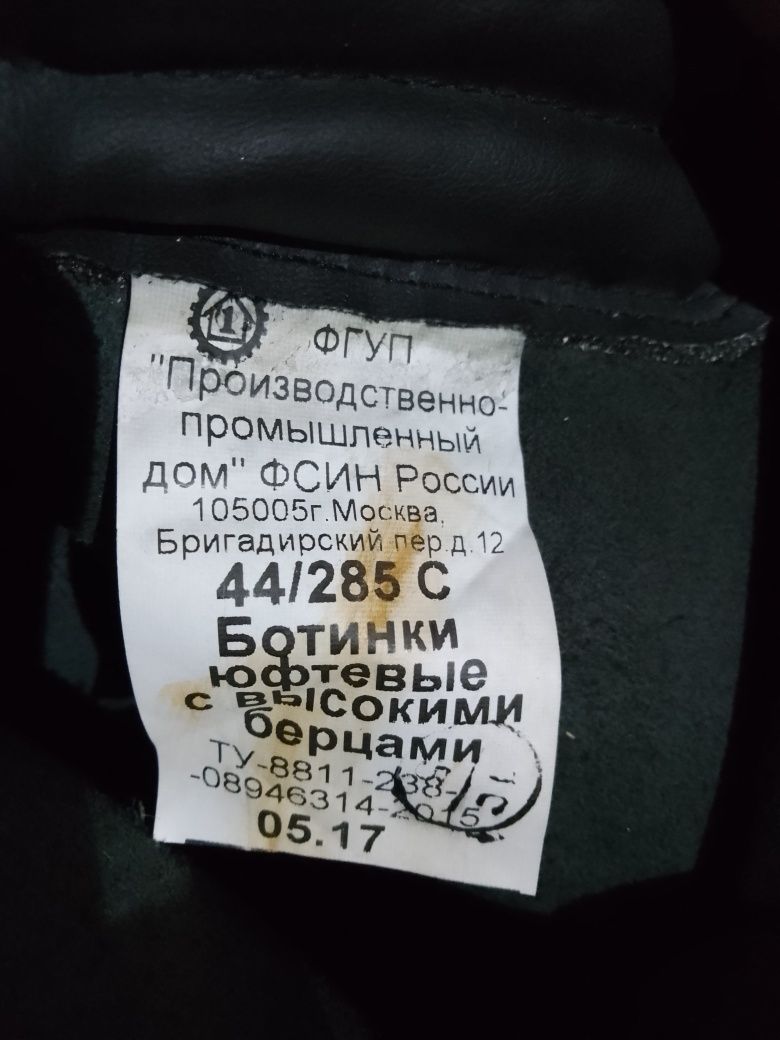 1
ФГУП
"Производственно-
промышленный
дом" ФСИН России
105005г.Москва,
Бригадирский пер.д.12
44/285 С
Ботинки
юфтевые
с высокими
берцами
ТУ-8811-238-
-08946314-2015
05.17